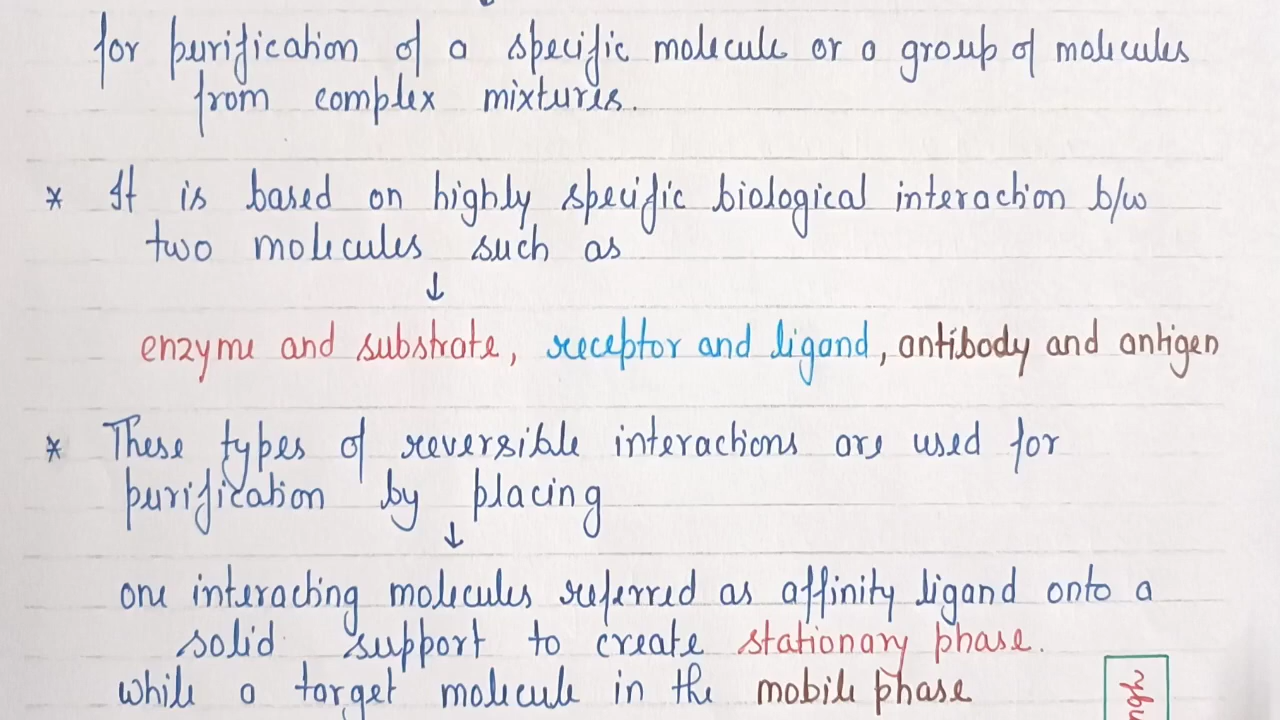 for purification of a specific molecule or a group of molecules
from complex mixtures.
* It is based on highly specific biological interaction b/w
two molecules such as
↓
enzyme and substrate, receptor and ligand, antibody and antigen
* These types of reversible interactions are used for
purification by placing
↓
one interacting molecules referred as affinity ligand onto a
solid support to create stationary phase.
while a target molecule in the mobile phase